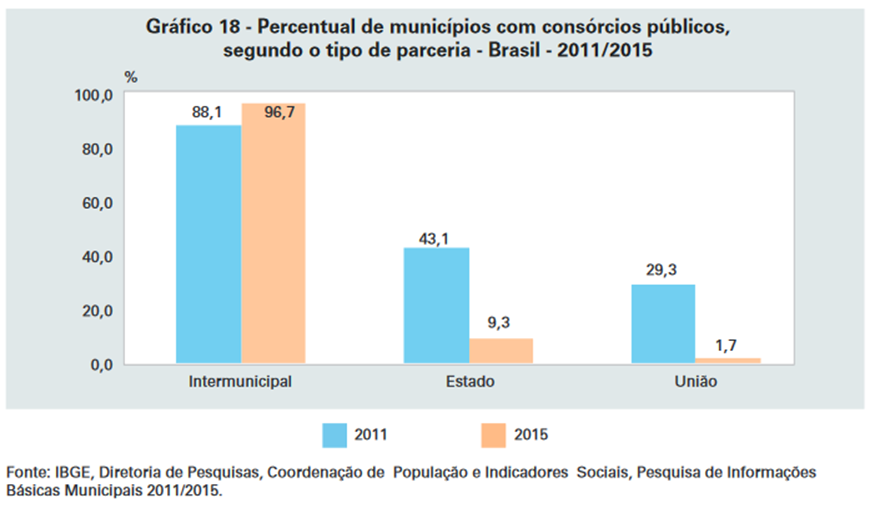 Gráfico 18 - Percentual de municípios com consórcios públicos,
segundo o tipo de parceria - Brasil - 2011/2015
%
100,0
80,0
60,0
40,0
20,0
0,0
88,1
96,7
43,1
9,3
29,3
1,7
Intermunicipal
Estado
União
2011
2015
Fonte: IBGE, Diretoria de Pesquisas, Coordenação de População e Indicadores Sociais, Pesquisa de Informações
Básicas Municipais 2011/2015.